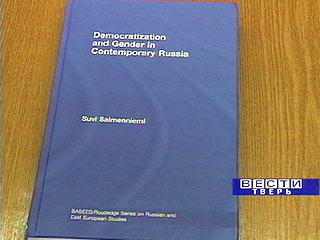 Democratization
and Gender in
Contemporary Russia
Suvi Salmenniemi
BASEES/Routledge Series on Russian and
East European Studies
ВЕСТИ
ТВЕРЬ